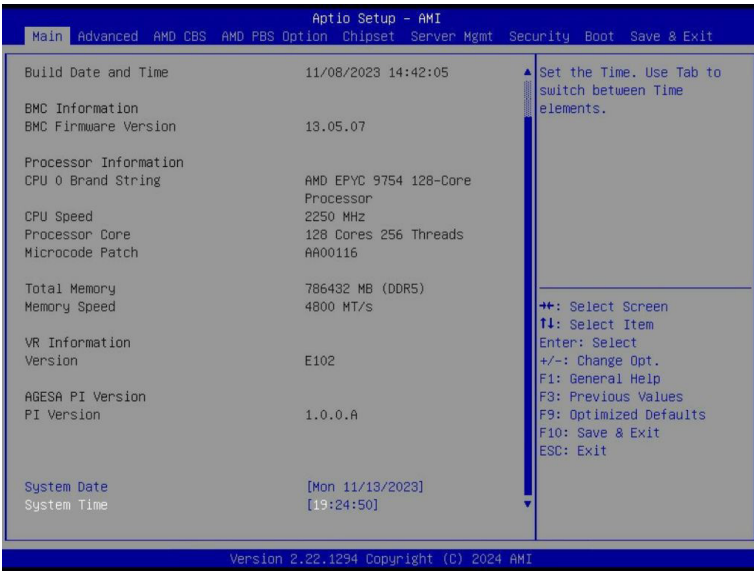 Aptio Setup - AMI
Main Advanced AMD CBS AMD PBS Option Chipset Server Mgmt Security Boot Save & Exit
Build Date and Time 11/08/2023 14:42:05
BMC Information
BMC Firmware Version 13.05.07
Processor Information
CPU 0 Brand String AMD EPYC 9754 128-Core
Processor
CPU Speed 2250 MHz
Processor Core 128 Cores 256 Threads
Microcode Patch AA00116
Total Memory 786432 MB (DDR5)
Memory Speed 4800 MT/s
VR Information
Version E102
AGESA PI Version
PI Version 1.0.0.A
System Date [Mon 11/13/2023]
System Time [19:24:50]
Set the Time. Use Tab to
switch between Time
elements.
→←: Select Screen
↑↓: Select Item
Enter: Select
+/-: Change Opt.
F1: General Help
F3: Previous Values
F9: Optimized Defaults
F10: Save & Exit
ESC: Exit
Version 2.22.1294 Copyright (C) 2024 AMI